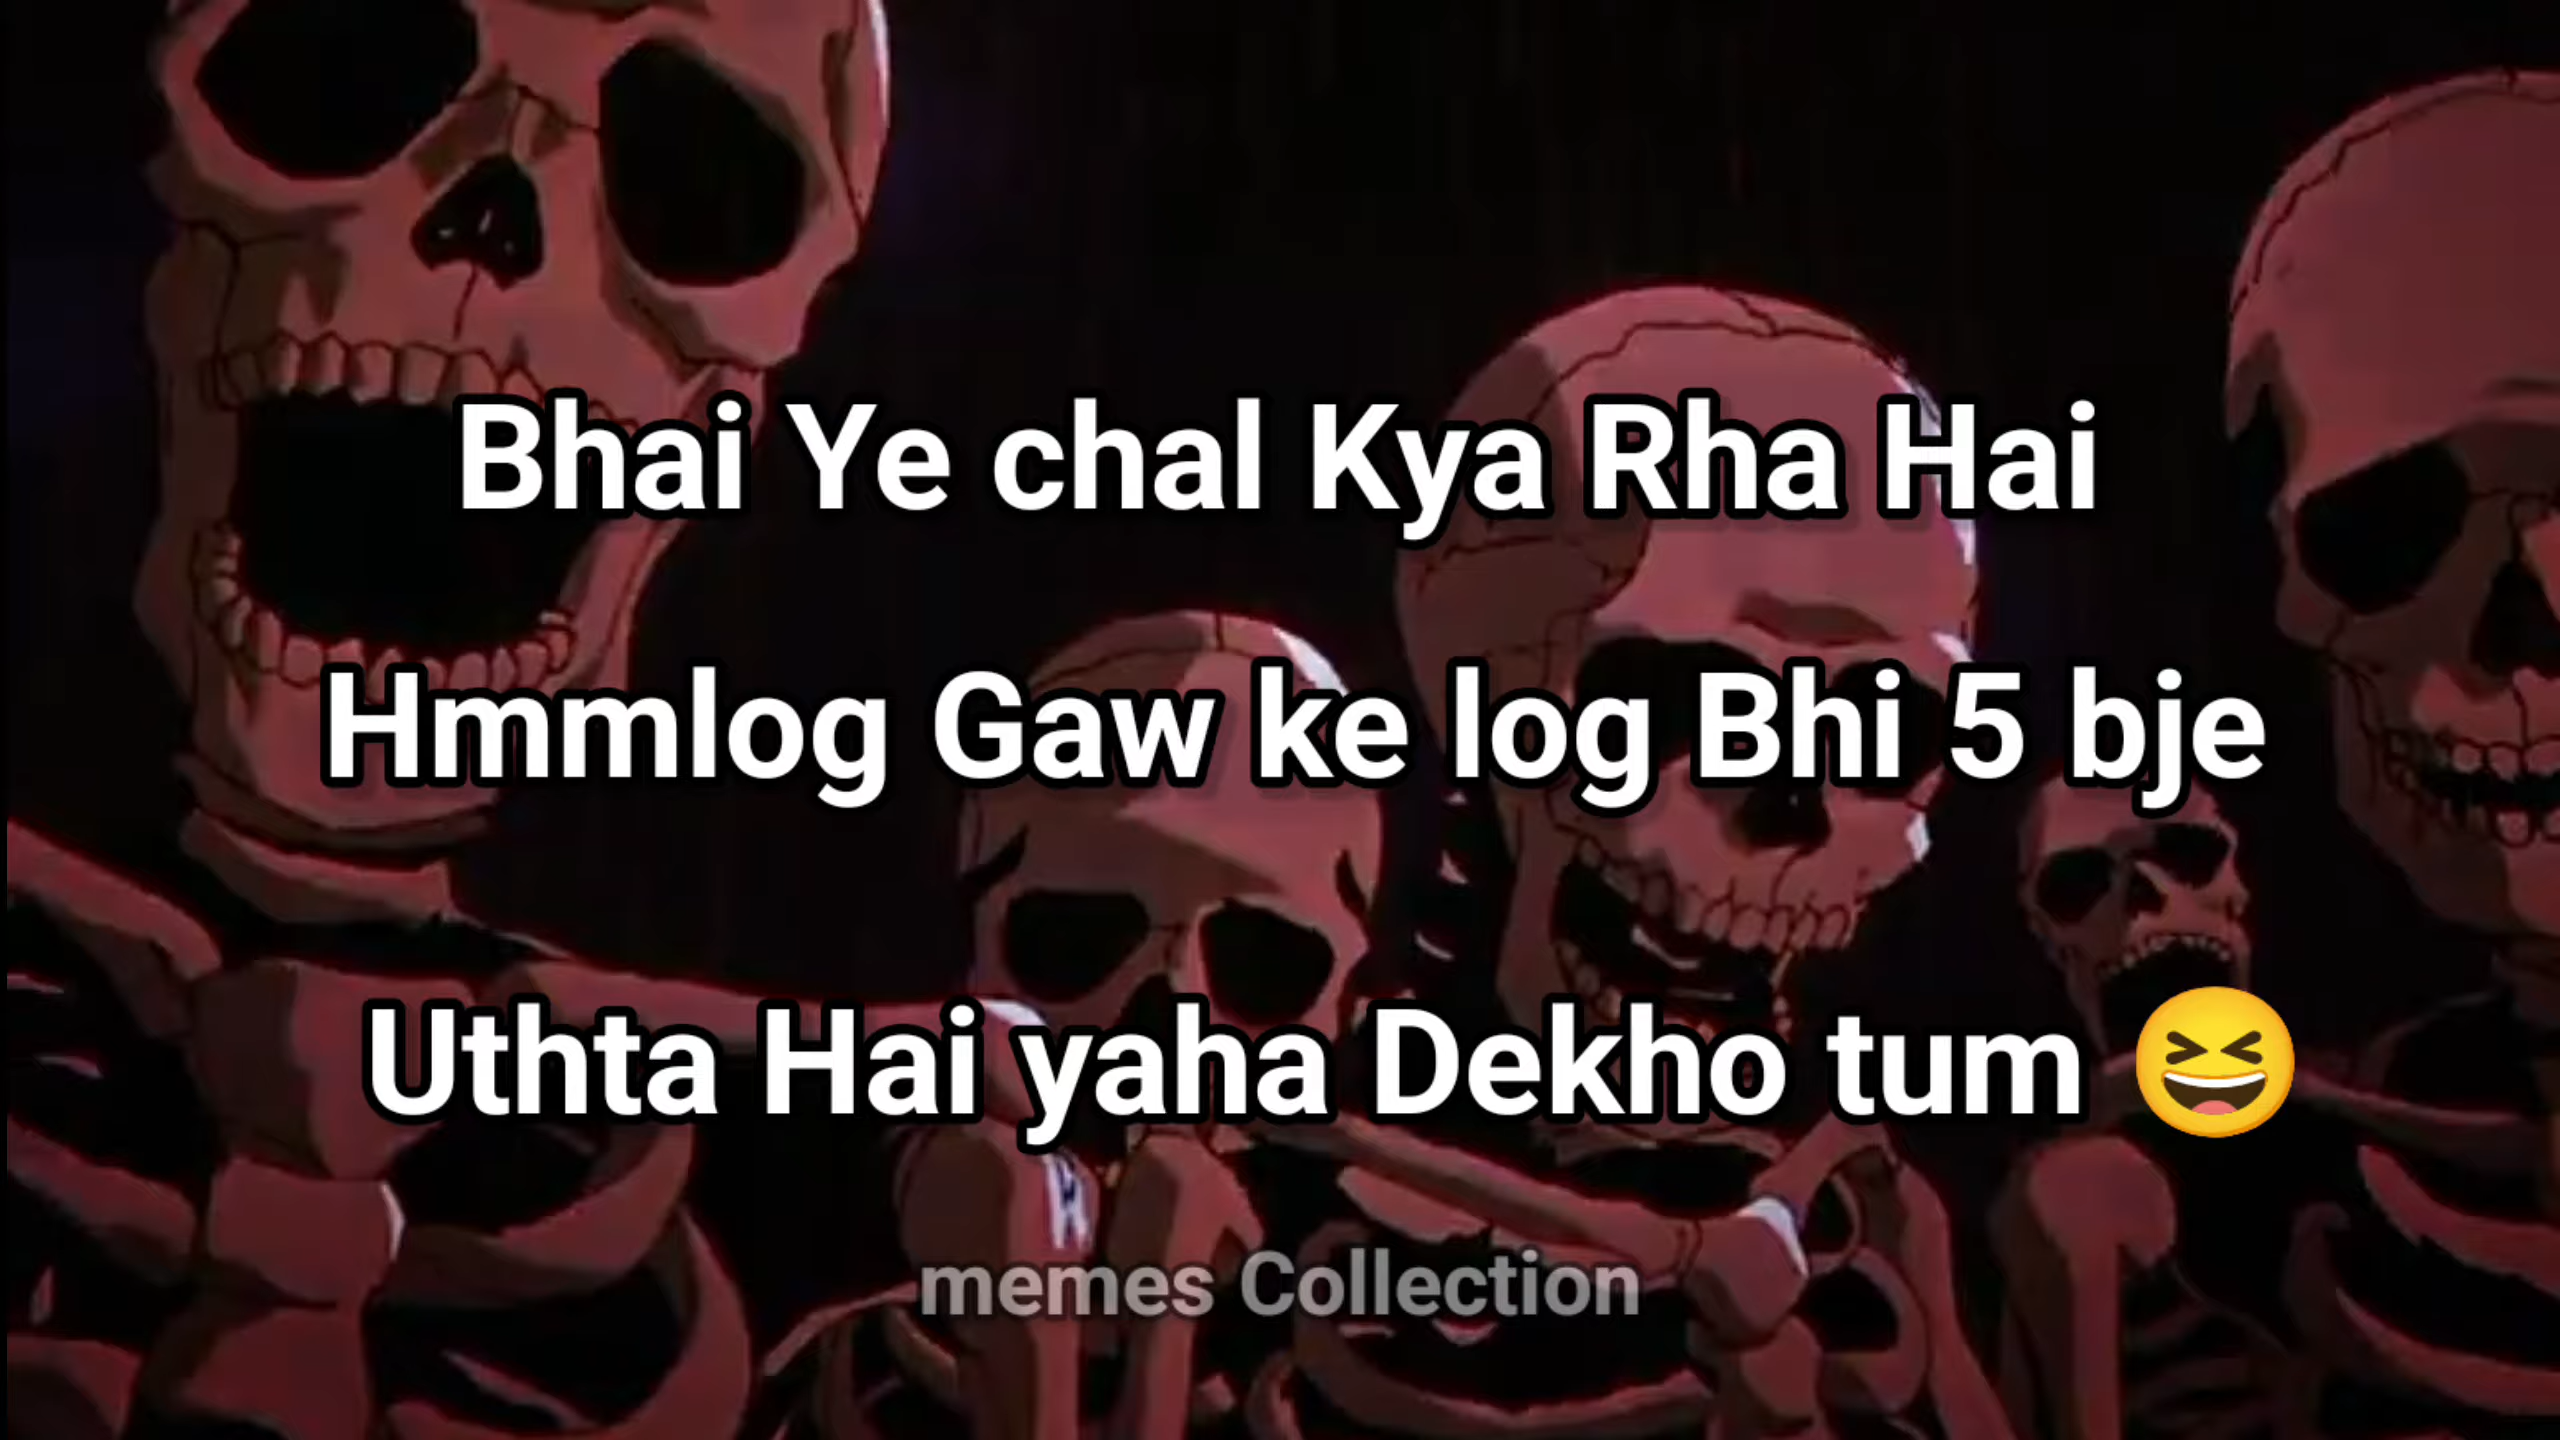 Bhai Ye chal Kya Rha Hai
Hmmlog Gaw ke log Bhi 5 bje
Uthta Hai yaha Dekho tum 😆
memes Collection